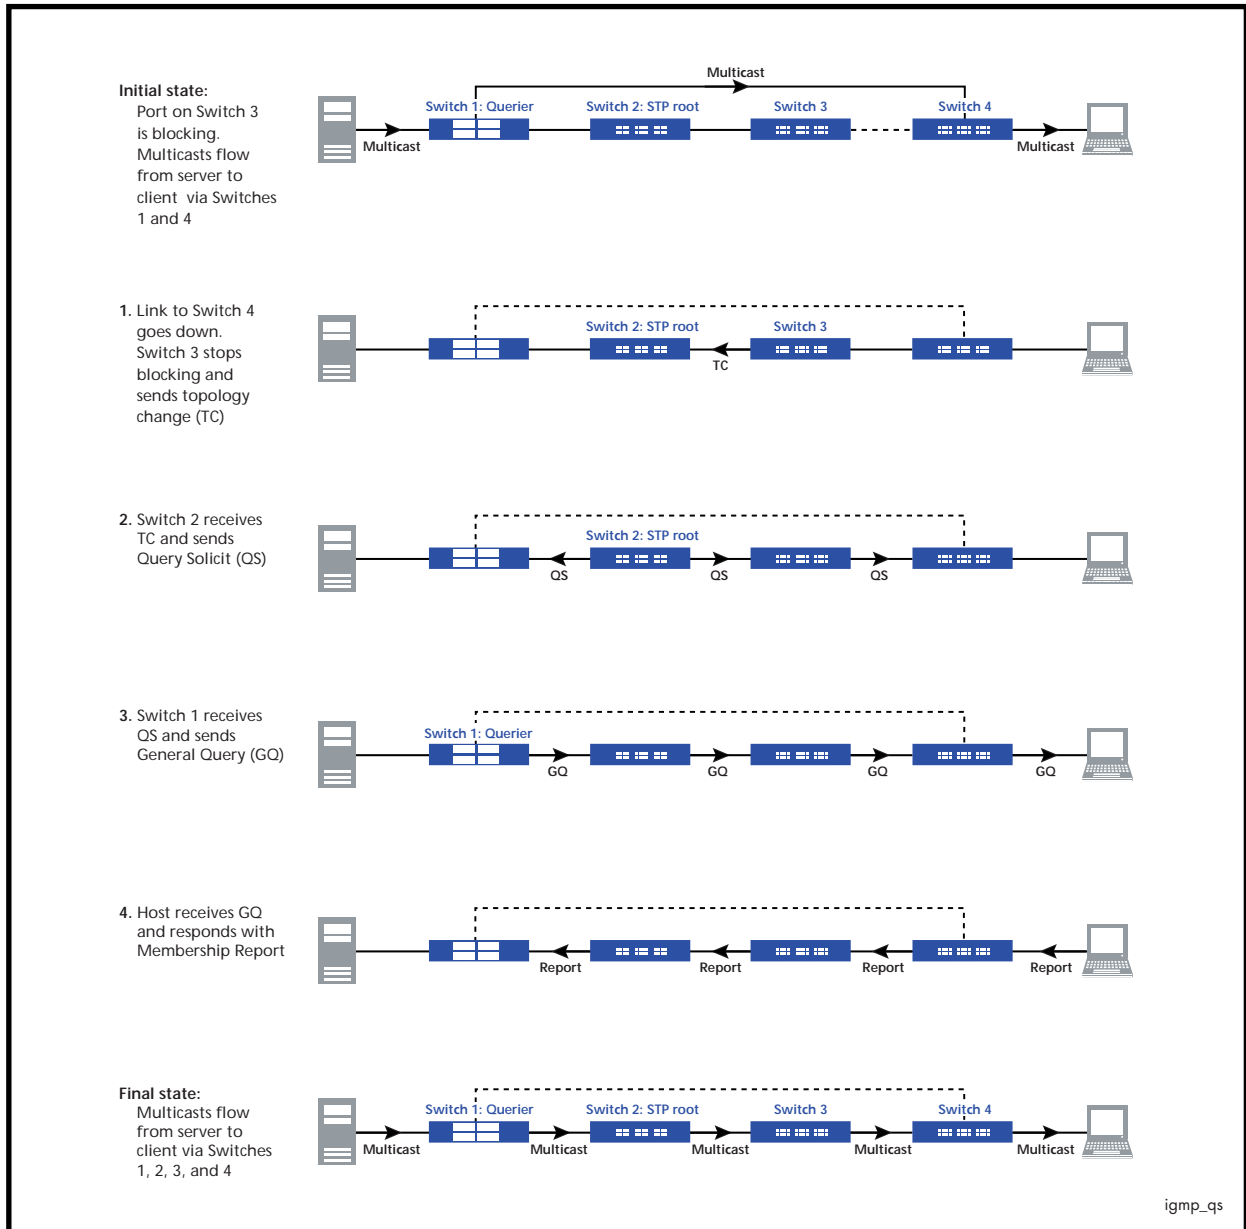 Multicast
Initial state:
Port on Switch 3
is blocking.
Multicasts flow
from server to
client via Switches
1 and 4
Switch 1: Querier
Switch 2: STP root
Switch 3
Switch 4
Multicast
Multicast
1. Link to Switch 4
goes down.
Switch 3 stops
blocking and
sends topology
change (TC)
Switch 2: STP root
Switch 3
TC
2. Switch 2 receives
TC and sends
Query Solicit (QS)
Switch 2: STP root
QS
QS
QS
3. Switch 1 receives
QS and sends
General Query (GQ)
Switch 1: Querier
GQ
GQ
GQ
GQ
4. Host receives GQ
and responds with
Membership Report
Report
Report
Report
Report
Final state:
Multicasts flow
from server to
client via Switches
1, 2, 3, and 4
Switch 1: Querier
Switch 2: STP root
Switch 3
Switch 4
Multicast
Multicast
Multicast
Multicast
Multicast
igmp_qs